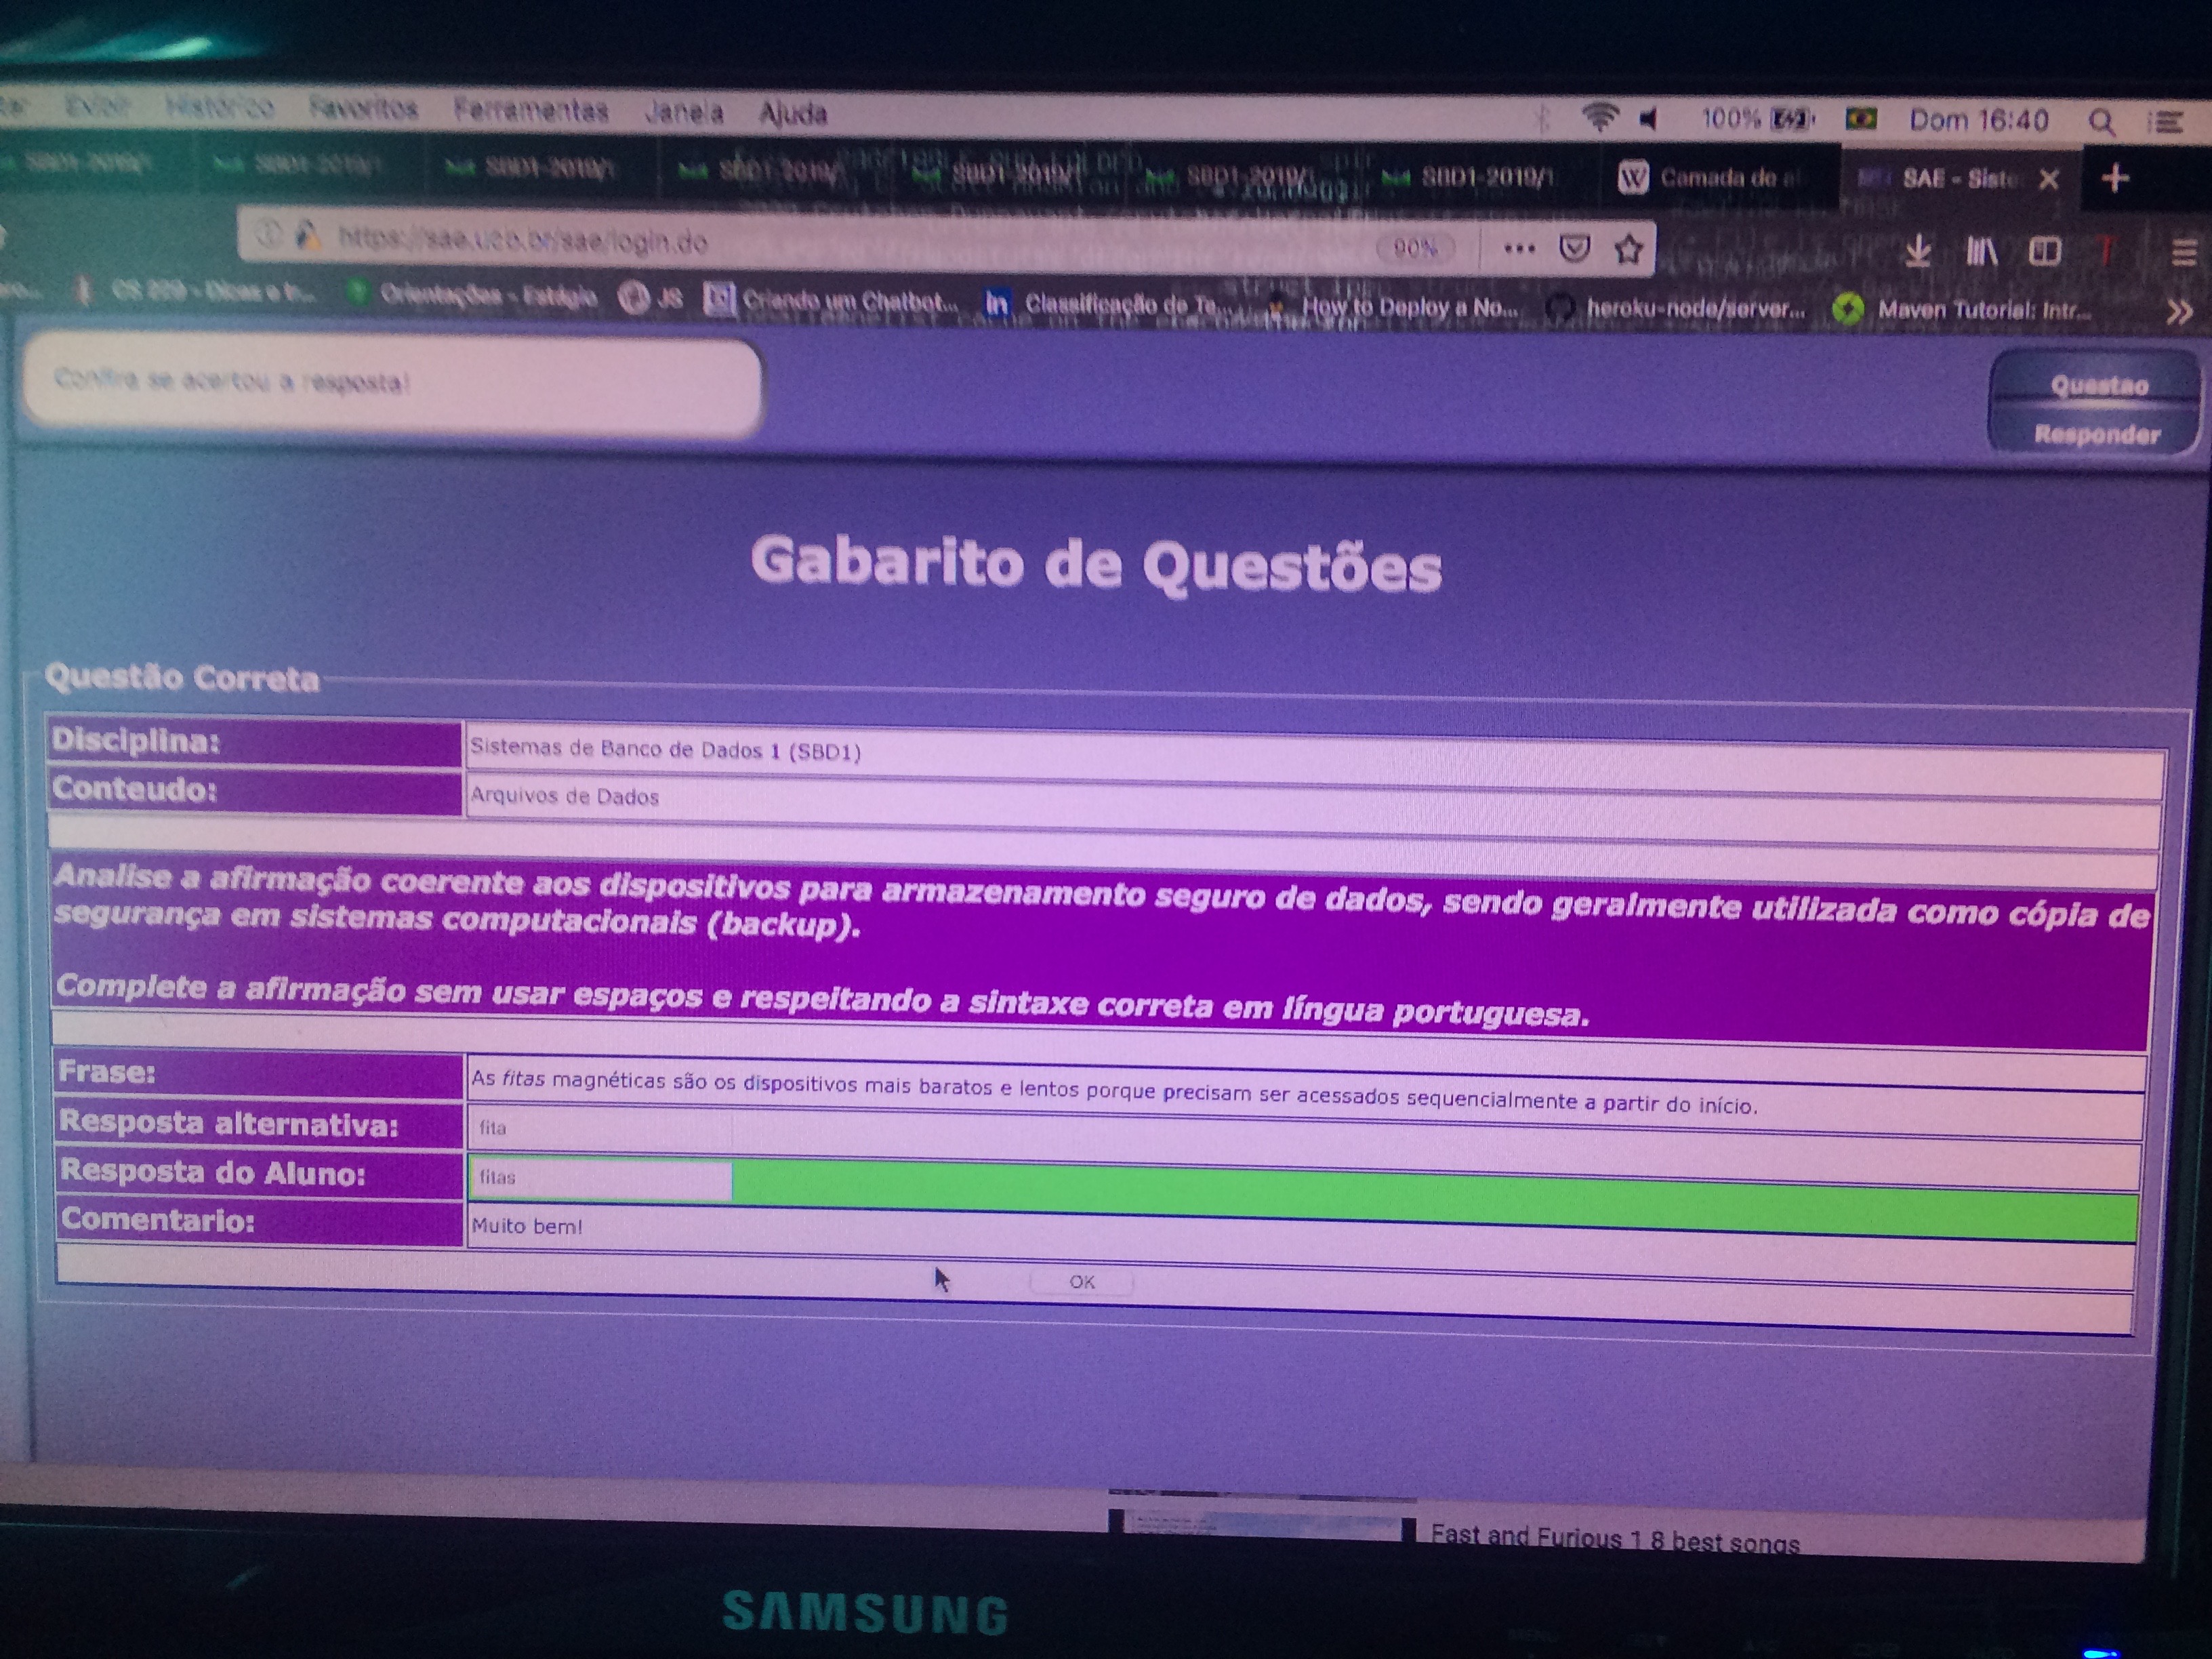 Exibir Histórico Favoritos Ferramentas Janela Ajuda 100% Dom 16:40
SBD1-2019/1 SBD1-2019/1 SBD1-2019/1 SBD1-2019/1 SBD1-2019/1 SBD1-2019/1 SBD1-2019/1 Camada de a SAE - Siste
https://sae.ucb.br/sae/login.do 90%
Orientações - Estágio JS Criando um Chatbot... Classificação de Te... How to Deploy a No... heroku-node/server... Maven Tutorial: Intr...
Confira se acertou a resposta!
Questao
Responder
Gabarito de Questões
Questão Correta
Disciplina: Sistemas de Banco de Dados 1 (SBD1)
Conteudo: Arquivos de Dados
Analise a afirmação coerente aos dispositivos para armazenamento seguro de dados, sendo geralmente utilizada como cópia de
segurança em sistemas computacionais (backup).
Complete a afirmação sem usar espaços e respeitando a sintaxe correta em língua portuguesa.
Frase: As fitas magnéticas são os dispositivos mais baratos e lentos porque precisam ser acessados sequencialmente a partir do início.
Resposta alternativa: fita
Resposta do Aluno: fitas
Comentario: Muito bem!
OK
Fast and Furious 1 8 best songs
SAMSUNG